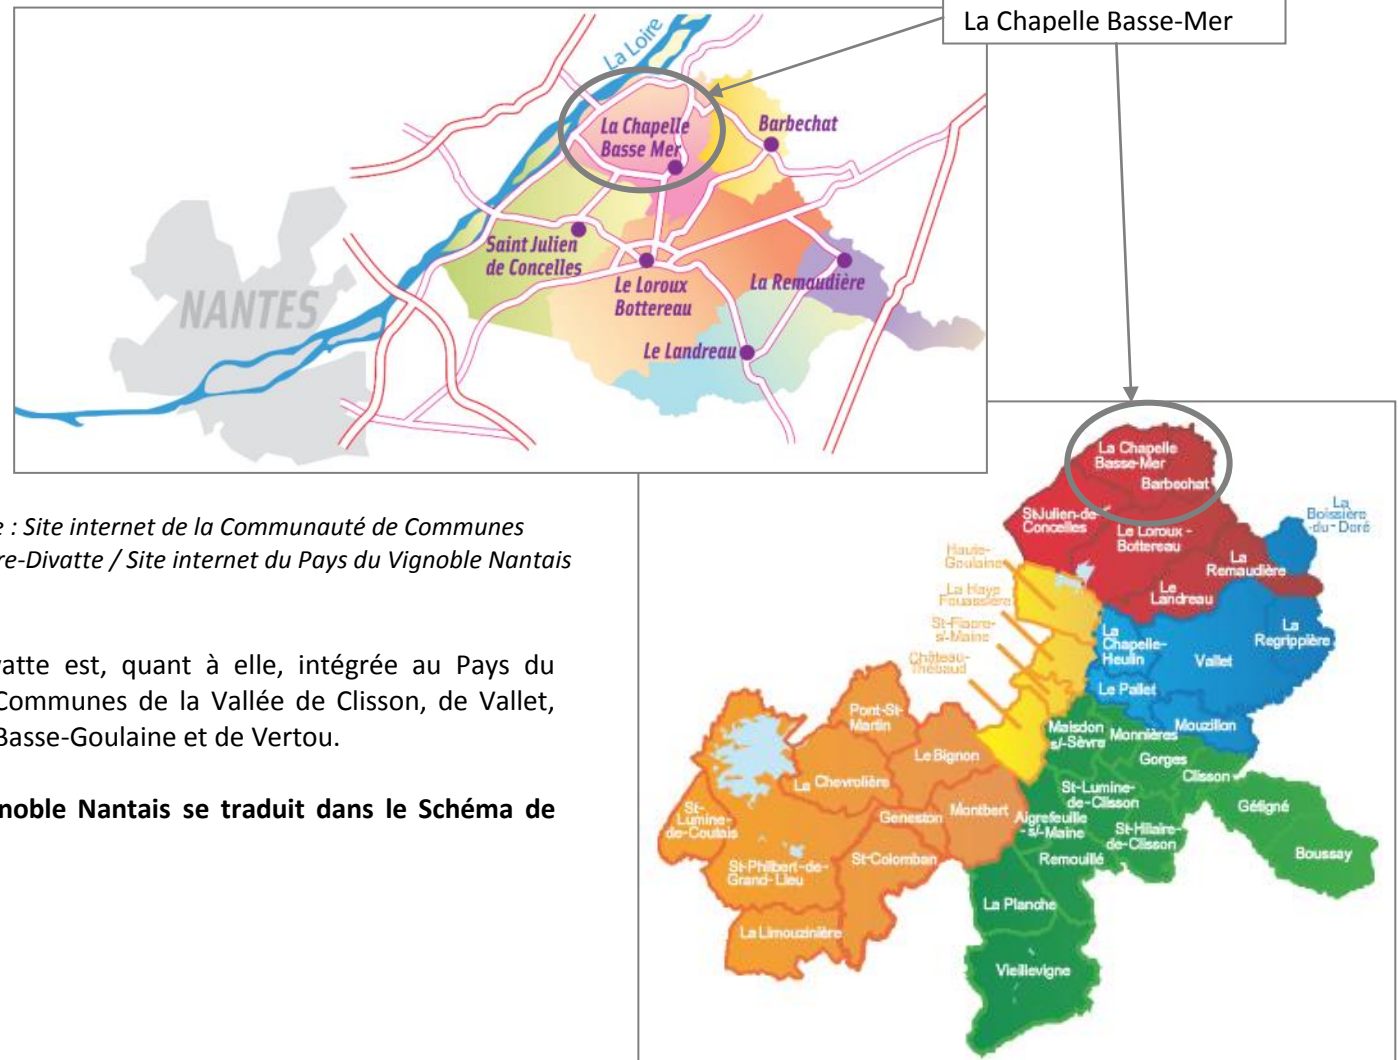 La Chapelle Basse-Mer
La Loire
La Chapelle
Basse Mer
Barbechat
Saint Julien
de Concelles
NANTES
Le Loroux
Bottereau
La Remaudière
Le Landreau
: Site internet de la Communauté de Communes
re-Divatte / Site internet du Pays du Vignoble Nantais
vatte est, quant à elle, intégrée au Pays du
Communes de la Vallée de Clisson, de Vallet,
Basse-Goulaine et de Vertou.
noble Nantais se traduit dans le Schéma de
La Chapelle
Basse-Mer
Barbechat
St-Julien-de-
Concelles
Le Loroux -
Bottereau
La
Boissière
-du-Doré
La
Remaudière
Le
Landreau
Haute-
Goulaine
La Haye
Fouassière
St-Fiacre-
s/-Maine
Château-
Thébaud
La
Chapelle-
Heulin
Vallet
La
Regrippière
Le Pallet
Mouzillon
Pont-St-
Martin
Le Bignon
Maisdon
s/-Sèvre
Monnières
Gorges
Clisson
La Chevrolière
St-
Lumine-
de-Coutais
Geneston
Montbert
Aigrefeuille
-s/-Maine
St-Lumine-
de-Clisson
St-Hilaire-
de-Clisson
Gétigné
Boussay
St-Philbert-de-
Grand-Lieu
St-Colomban
Remouillé
La Planche
La Limouzinière
Vieillevigne